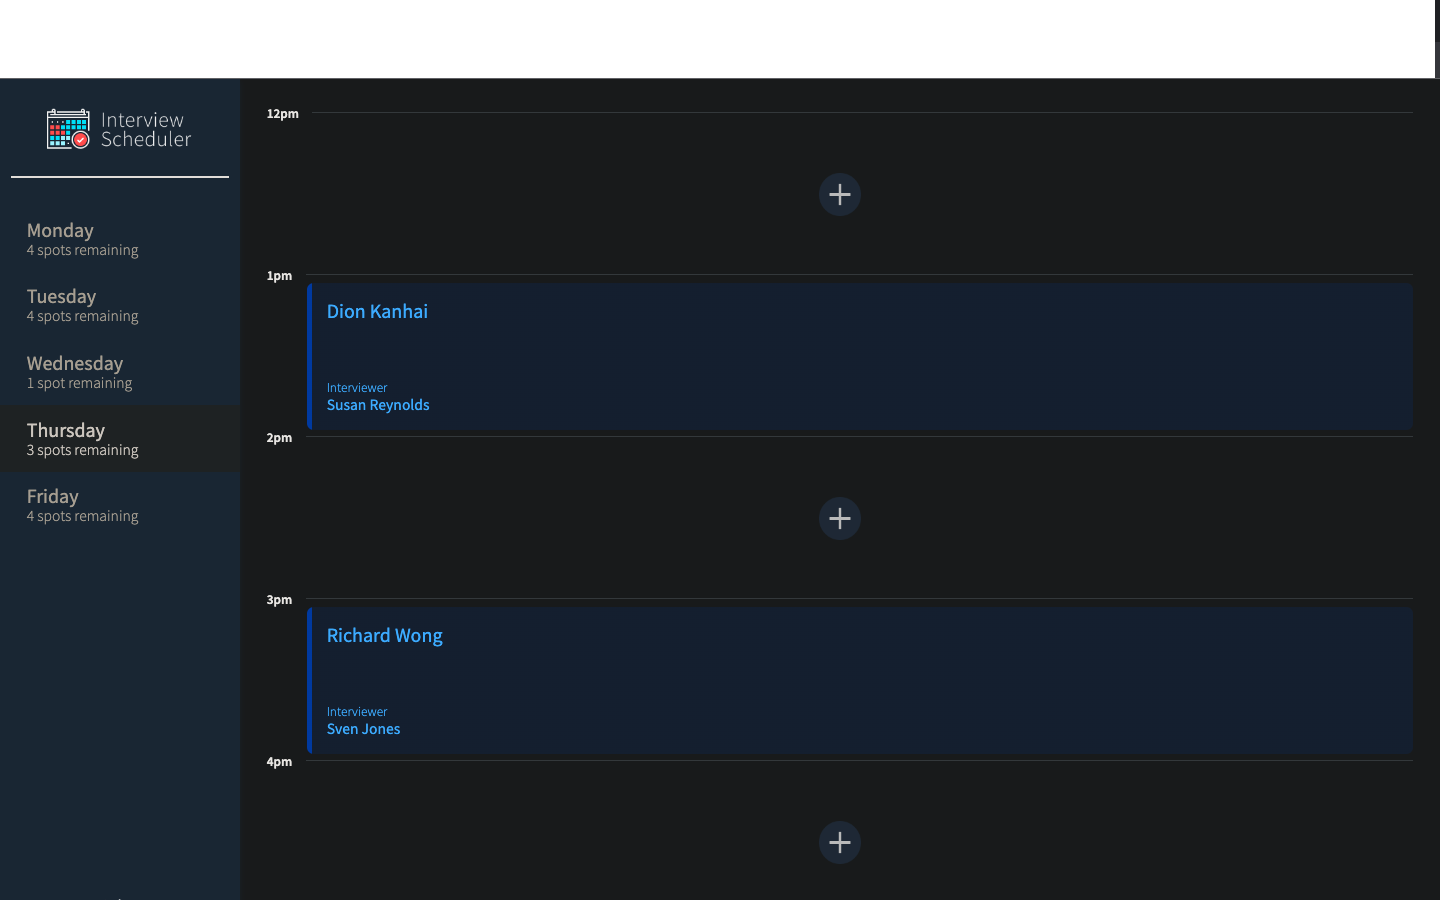 Interview
Scheduler
Monday
4 spots remaining
Tuesday
4 spots remaining
Wednesday
1 spot remaining
Thursday
3 spots remaining
Friday
4 spots remaining
12pm
1pm
Dion Kanhai
Interviewer
Susan Reynolds
2pm
3pm
Richard Wong
Interviewer
Sven Jones
4pm